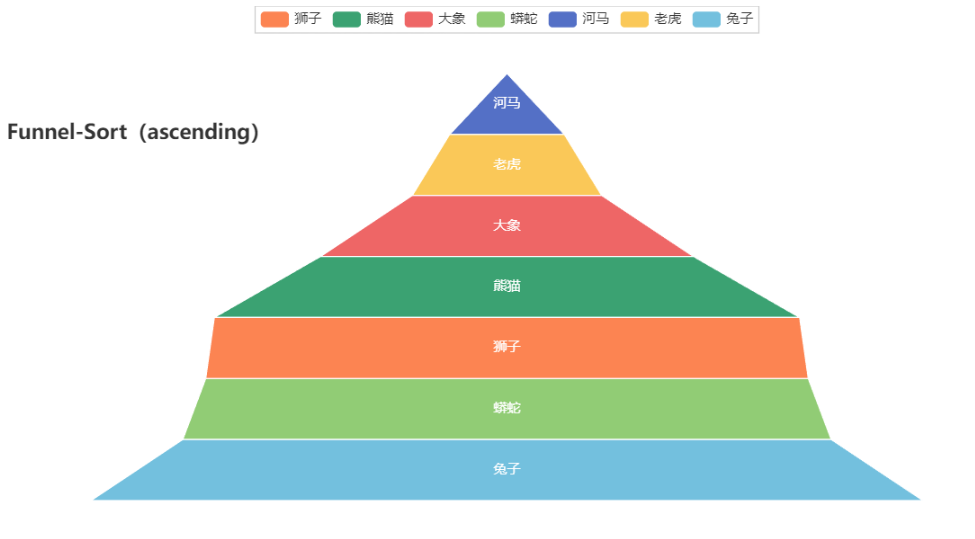 狮子 熊猫 大象 蟒蛇 河马 老虎 兔子
Funnel-Sort（ascending）
河马
老虎
大象
熊猫
狮子
蟒蛇
兔子